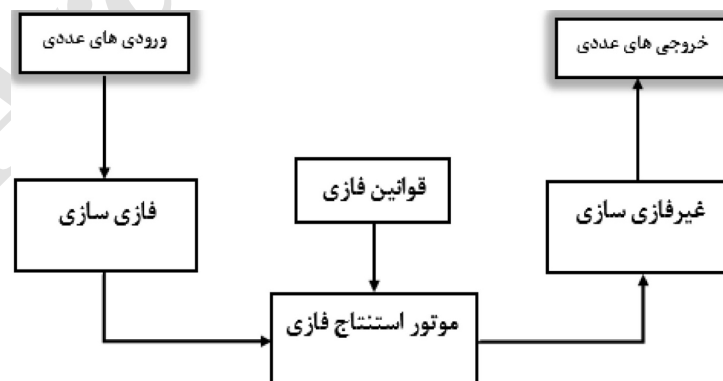 ورودی های عددی
خروجی های عددی
قوانین فازی
فازی سازی
غیرفازی سازی
موتور استنتاج فازی